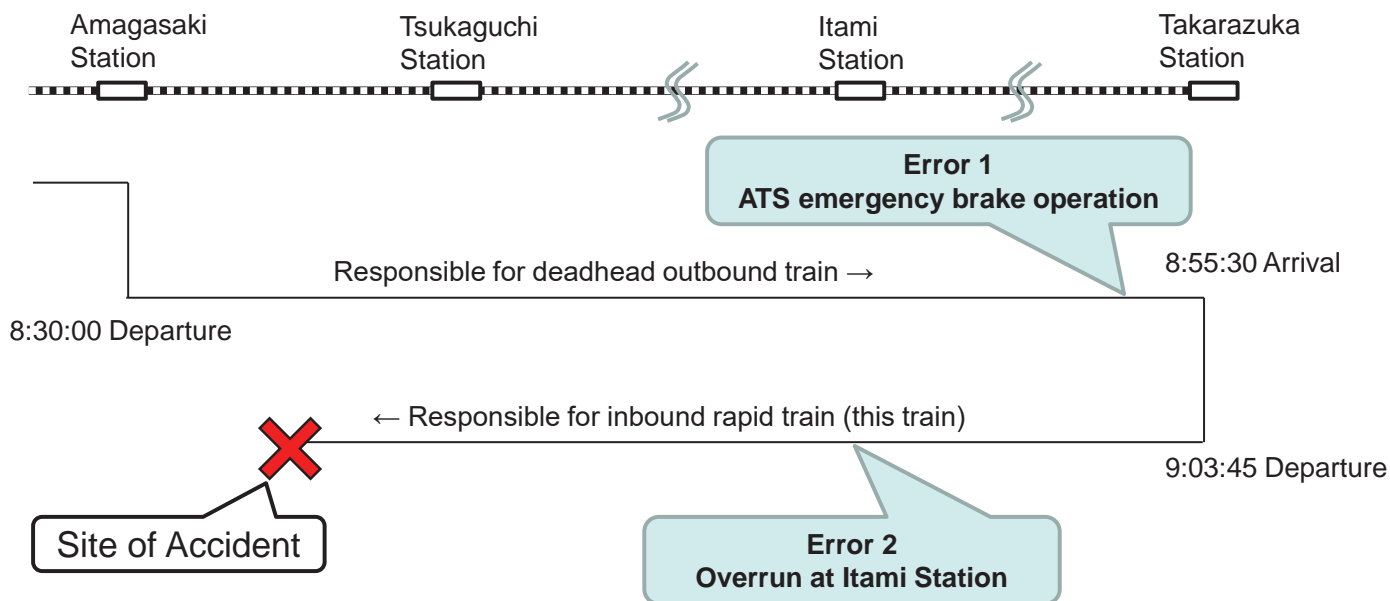 Amagasaki
Station
Tsukaguchi
Station
Itami
Station
Takarazuka
Station
Error 1
ATS emergency brake operation
Responsible for deadhead outbound train →
8:55:30 Arrival
8:30:00 Departure
← Responsible for inbound rapid train (this train)
9:03:45 Departure
Site of Accident
Error 2
Overrun at Itami Station